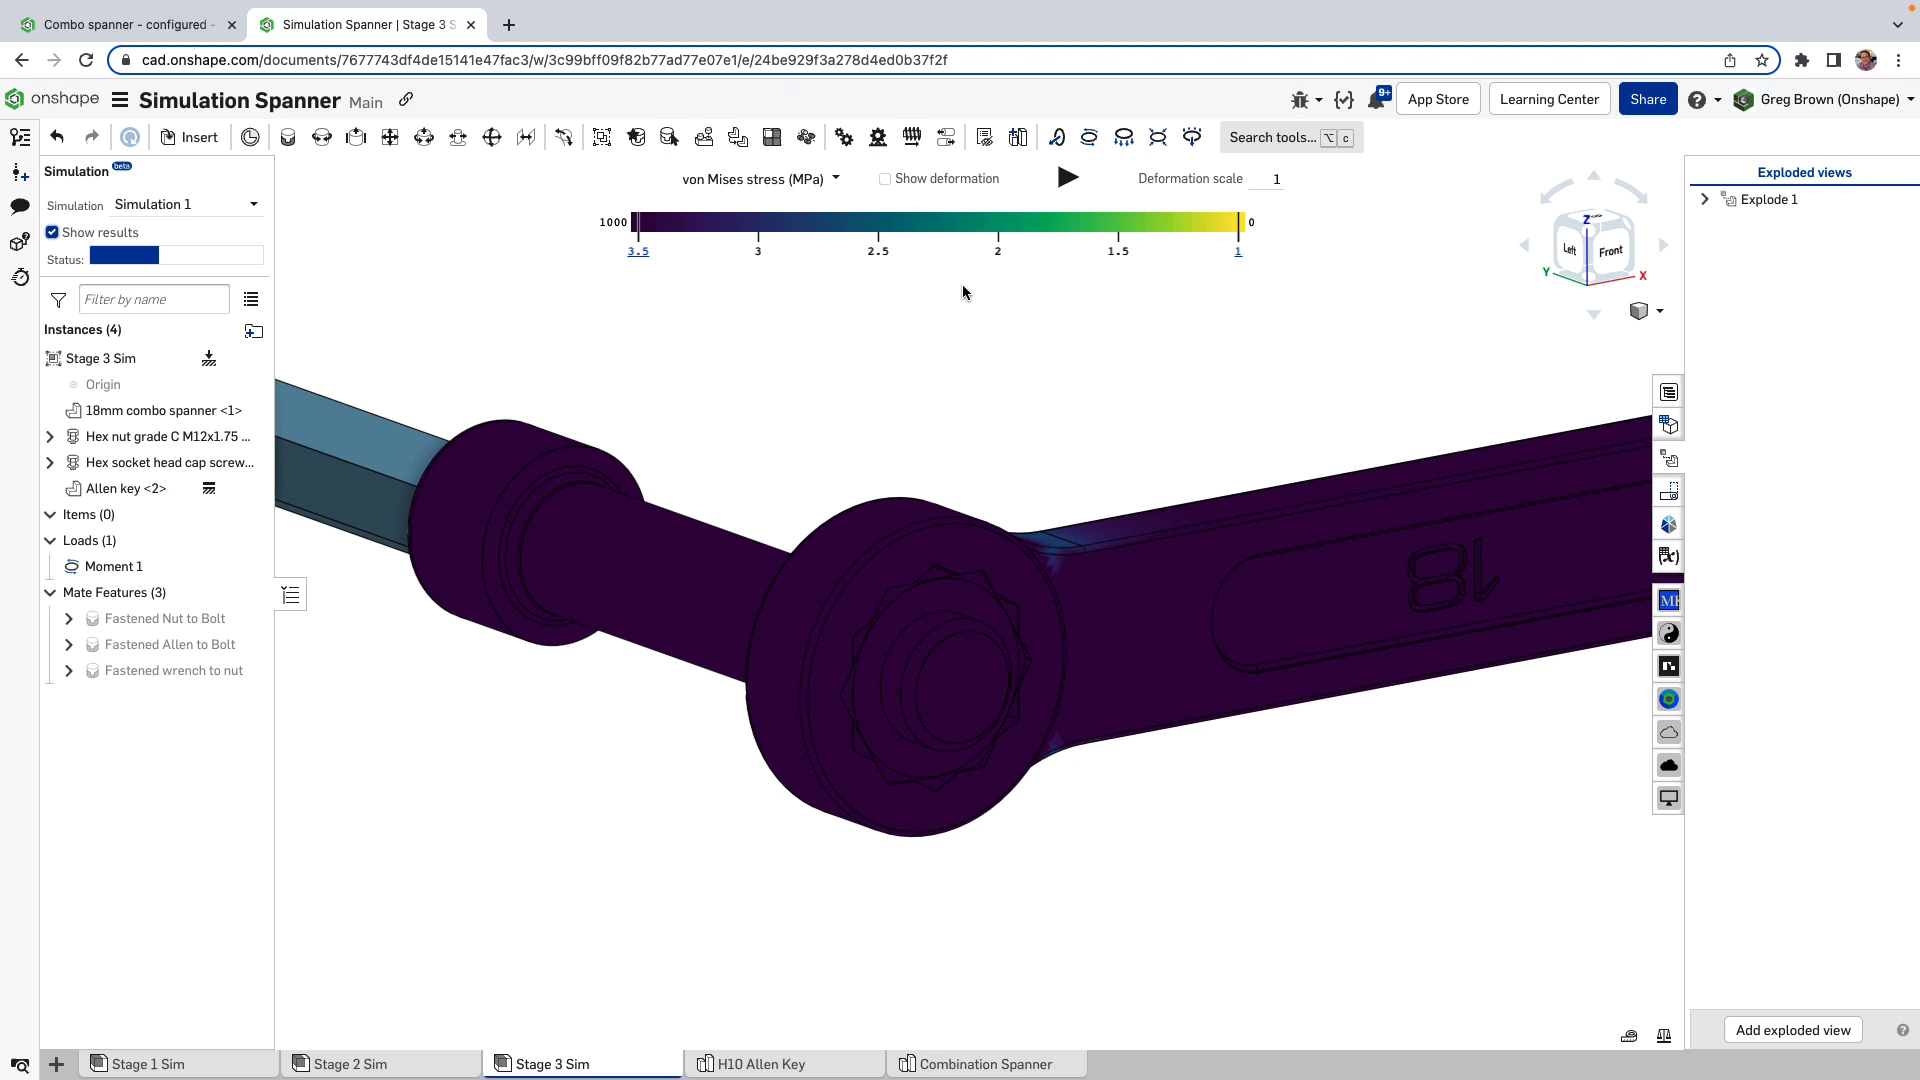 Combo spanner - configured -
Simulation Spanner | Stage 3 S
cad.onshape.com/documents/7677743df4de15141e47fac3/w/3c99bff09f82b77ad77e07e1/e/24be929f3a278d4ed0b37f2f
onshape
Simulation Spanner Main
9+
App Store
Learning Center
Share
Greg Brown (Onshape)
Insert
Search tools... ⌥ c
Simulation beta
Simulation Simulation 1
Show results
Status:
Filter by name
Instances (4)
Stage 3 Sim
Origin
18mm combo spanner <1>
Hex nut grade C M12x1.75 ...
Hex socket head cap screw...
Allen key <2>
Items (0)
Loads (1)
Moment 1
Mate Features (3)
Fastened Nut to Bolt
Fastened Allen to Bolt
Fastened wrench to nut
von Mises stress (MPa)
Show deformation
Deformation scale 1
1000 0
3.5 3 2.5 2 1.5 1
18
Z
Left
Front
Y
X
Exploded views
Explode 1
Add exploded view
Stage 1 Sim
Stage 2 Sim
Stage 3 Sim
H10 Allen Key
Combination Spanner